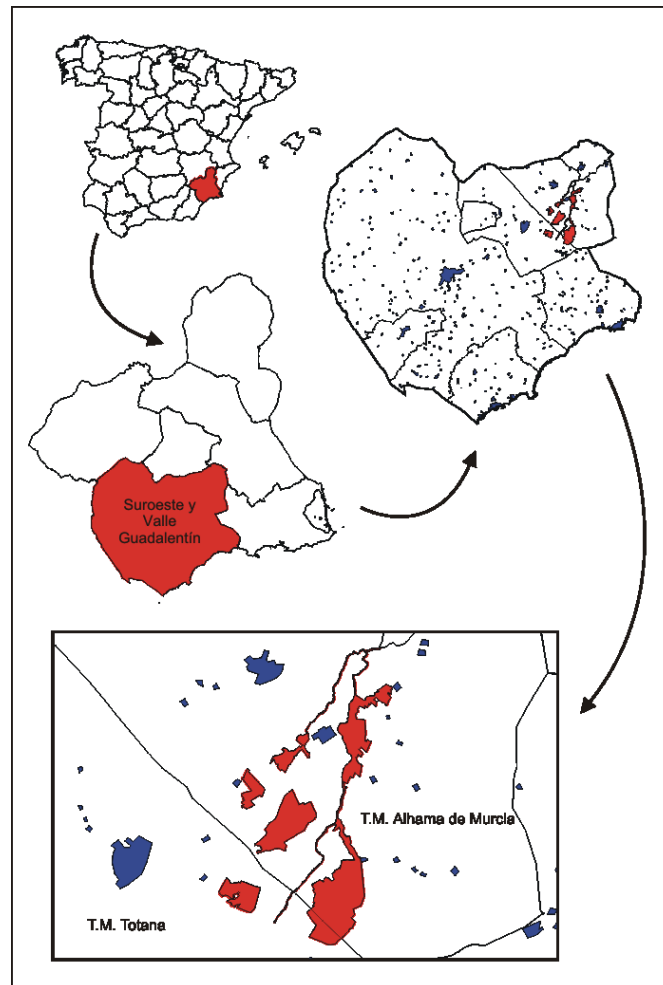 Suroeste y
Valle
Guadalentín
T.M. Alhama de Murcia
T.M. Totana